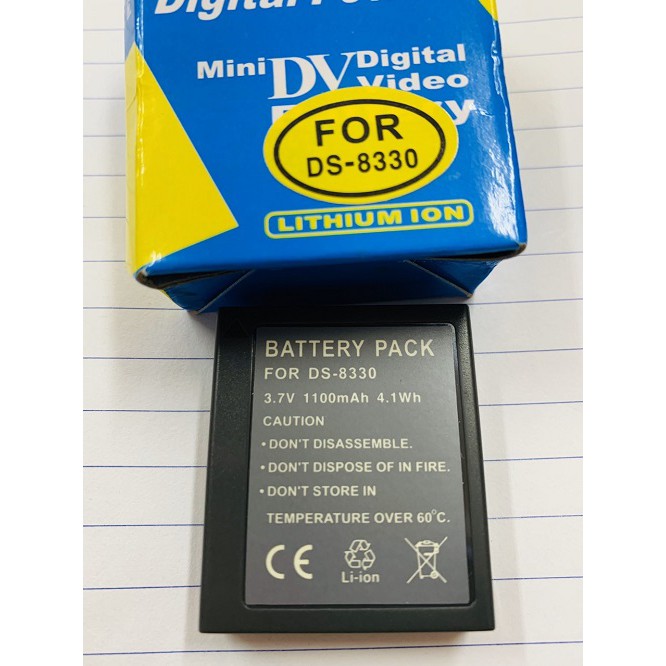 Digital
Mini DV Digital
Video
FOR
DS-8330
LITHIUM ION
BATTERY PACK
FOR DS-8330
3.7V 1100mAh 4.1Wh
CAUTION
• DON'T DISASSEMBLE.
• DON'T DISPOSE OF IN FIRE.
• DON'T STORE IN
TEMPERATURE OVER 60°C.
CE
Li-ion